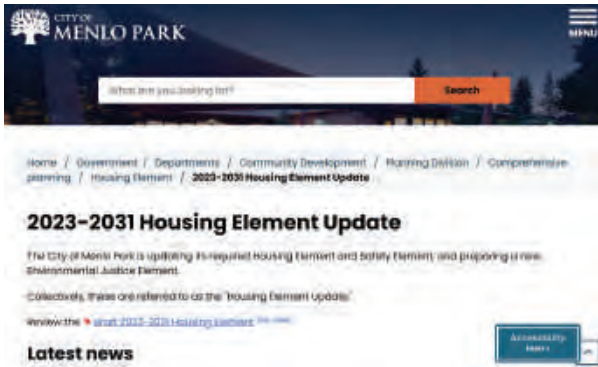 CITY OF
MENLO PARK
MENU
What are you looking for?
Search
Home / Government / Departments / Community Development / Planning Division / Comprehensive
planning / Housing Element / 2023-2031 Housing Element Update
2023-2031 Housing Element Update
The City of Menlo Park is updating its required Housing Element and Safety Element, and preparing a new
Environmental Justice Element.
Collectively, these are referred to as the "Housing Element Update."
Review the draft 2023-2031 Housing Element
Accessibility
Latest news